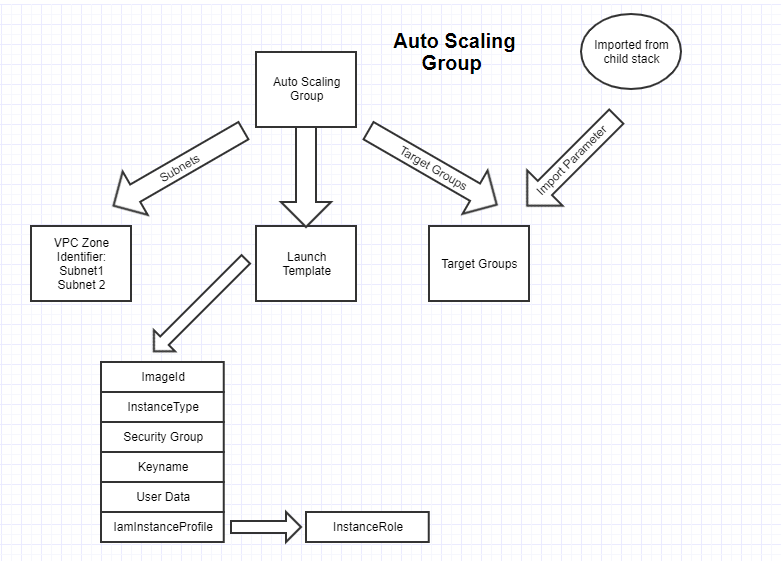 Auto Scaling
Group
Imported from
child stack
Auto Scaling
Group
Subnets
Target Groups
Import Parameter
VPC Zone
Identifier:
Subnet1
Subnet 2
Launch
Template
Target Groups
ImageId
InstanceType
Security Group
Keyname
User Data
IamInstanceProfile
InstanceRole